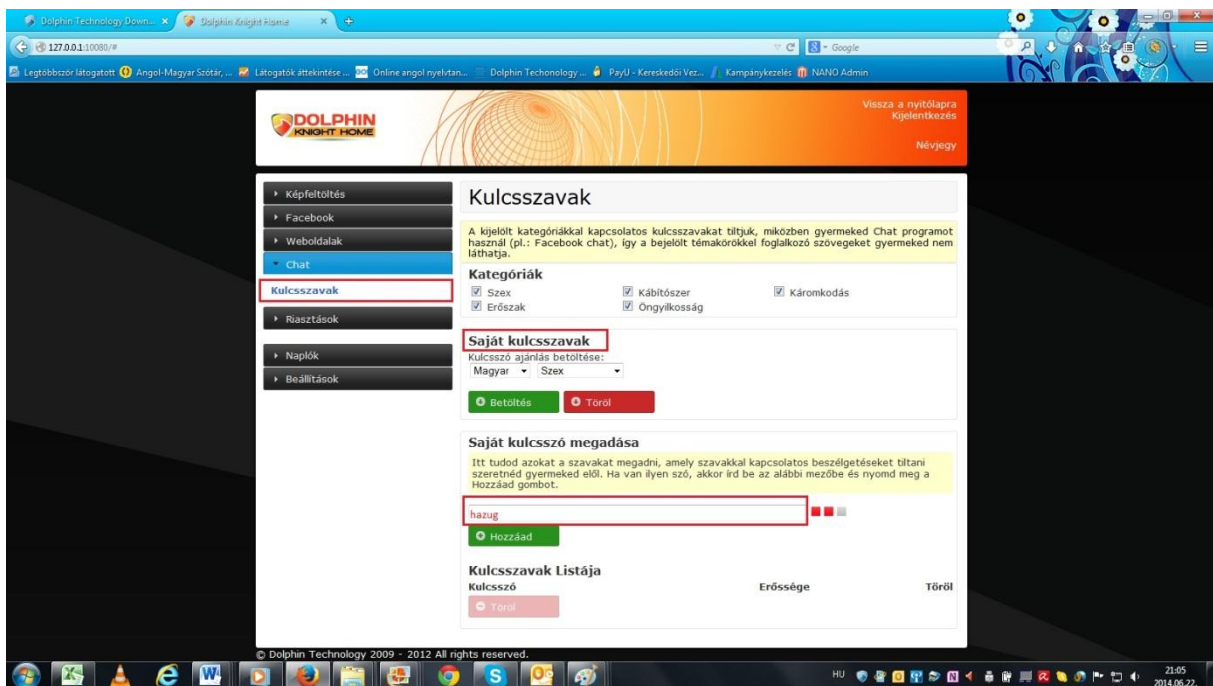 Dolphin Technology Down...
Dolphin Knight Home
127.0.0.1:10080/#
Google
Legtöbbször látogatott
Angol-Magyar Szótár, ...
Látogatók áttekintése ...
Online angol nyelvtan...
Dolphin Techonology ...
PayU - Kereskedői Vez...
Kampánykezelés
NANO Admin
DOLPHIN
KNIGHT HOME
Vissza a nyitólapra
Kijelentkezés
Névjegy
Képfeltöltés
Facebook
Weboldalak
Chat
Kulcsszavak
Riasztások
Naplók
Beállítások
Kulcsszavak
A kijelölt kategóriákkal kapcsolatos kulcsszavakat tiltjuk, miközben gyermeked Chat programot
használ (pl.: Facebook chat), így a bejelölt témakörökkel foglalkozó szövegeket gyermeked nem
láthatja.
Kategóriák
Szex Kábítószer Káromkodás
Erőszak Öngyilkosság
Saját kulcsszavak
Kulcsszó ajánlás betöltése:
Magyar Szex
Betöltés Töröl
Saját kulcsszó megadása
Itt tudod azokat a szavakat megadni, amely szavakkal kapcsolatos beszélgetéseket tiltani
szeretnéd gyermeked elől. Ha van ilyen szó, akkor írd be az alábbi mezőbe és nyomd meg a
Hozzáad gombot.
hazug
Hozzáad
Kulcsszavak Listája
Kulcsszó Erőssége Töröl
Töröl
© Dolphin Technology 2009 - 2012 All rights reserved.
HU
21:05
2014.06.22.